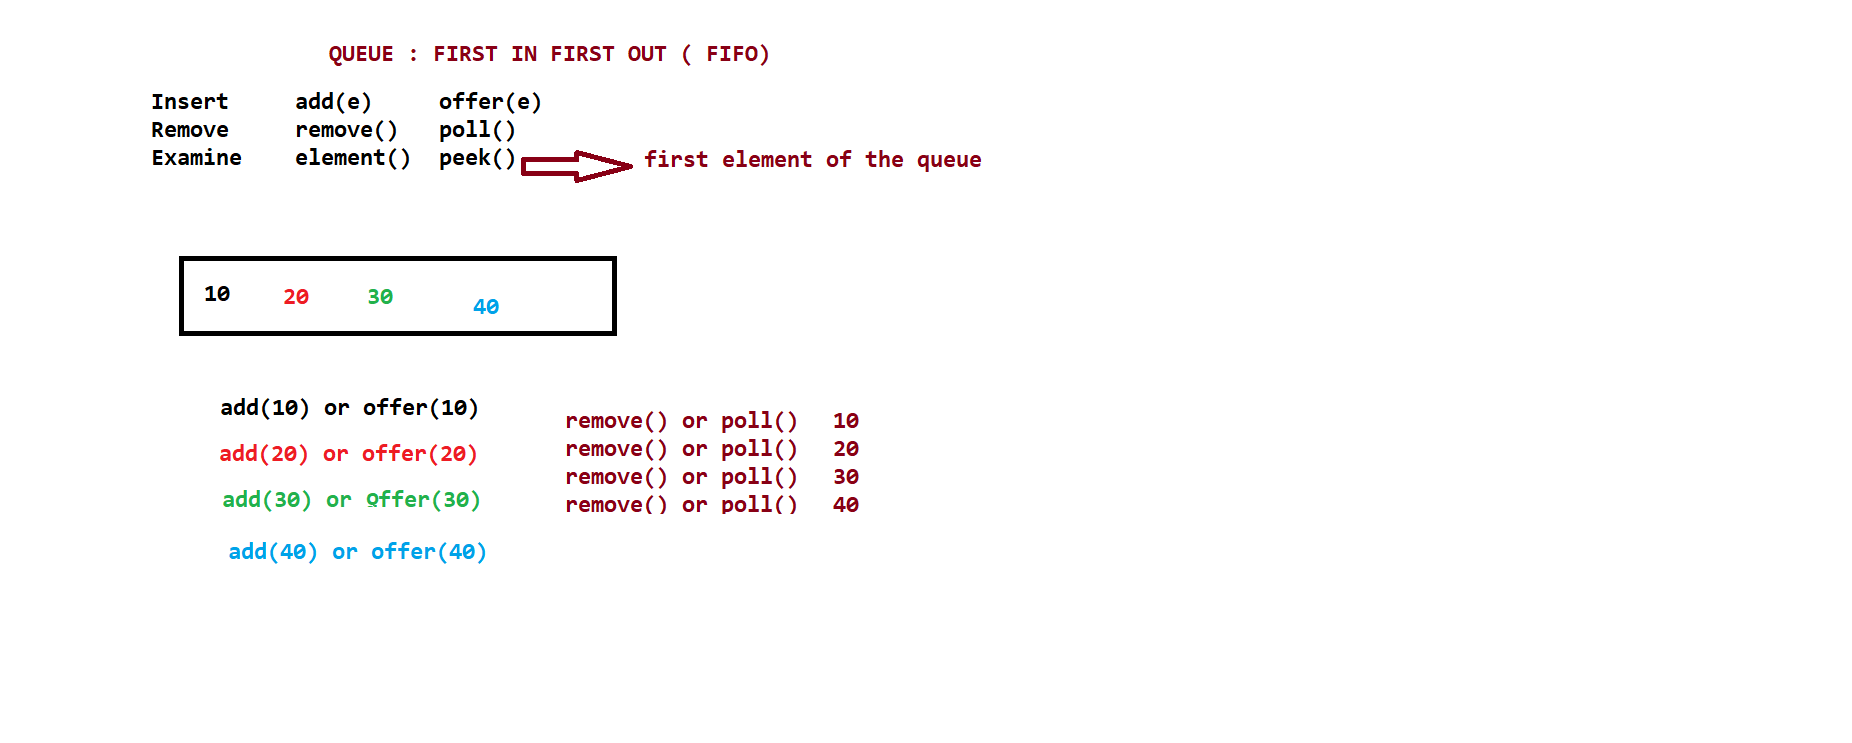 QUEUE : FIRST IN FIRST OUT ( FIFO)
Insert add(e) offer(e)
Remove remove() poll()
Examine element() peek() first element of the queue
10 20 30 40
add(10) or offer(10)
add(20) or offer(20)
add(30) or offer(30)
add(40) or offer(40)
remove() or poll() 10
remove() or poll() 20
remove() or poll() 30
remove() or poll() 40